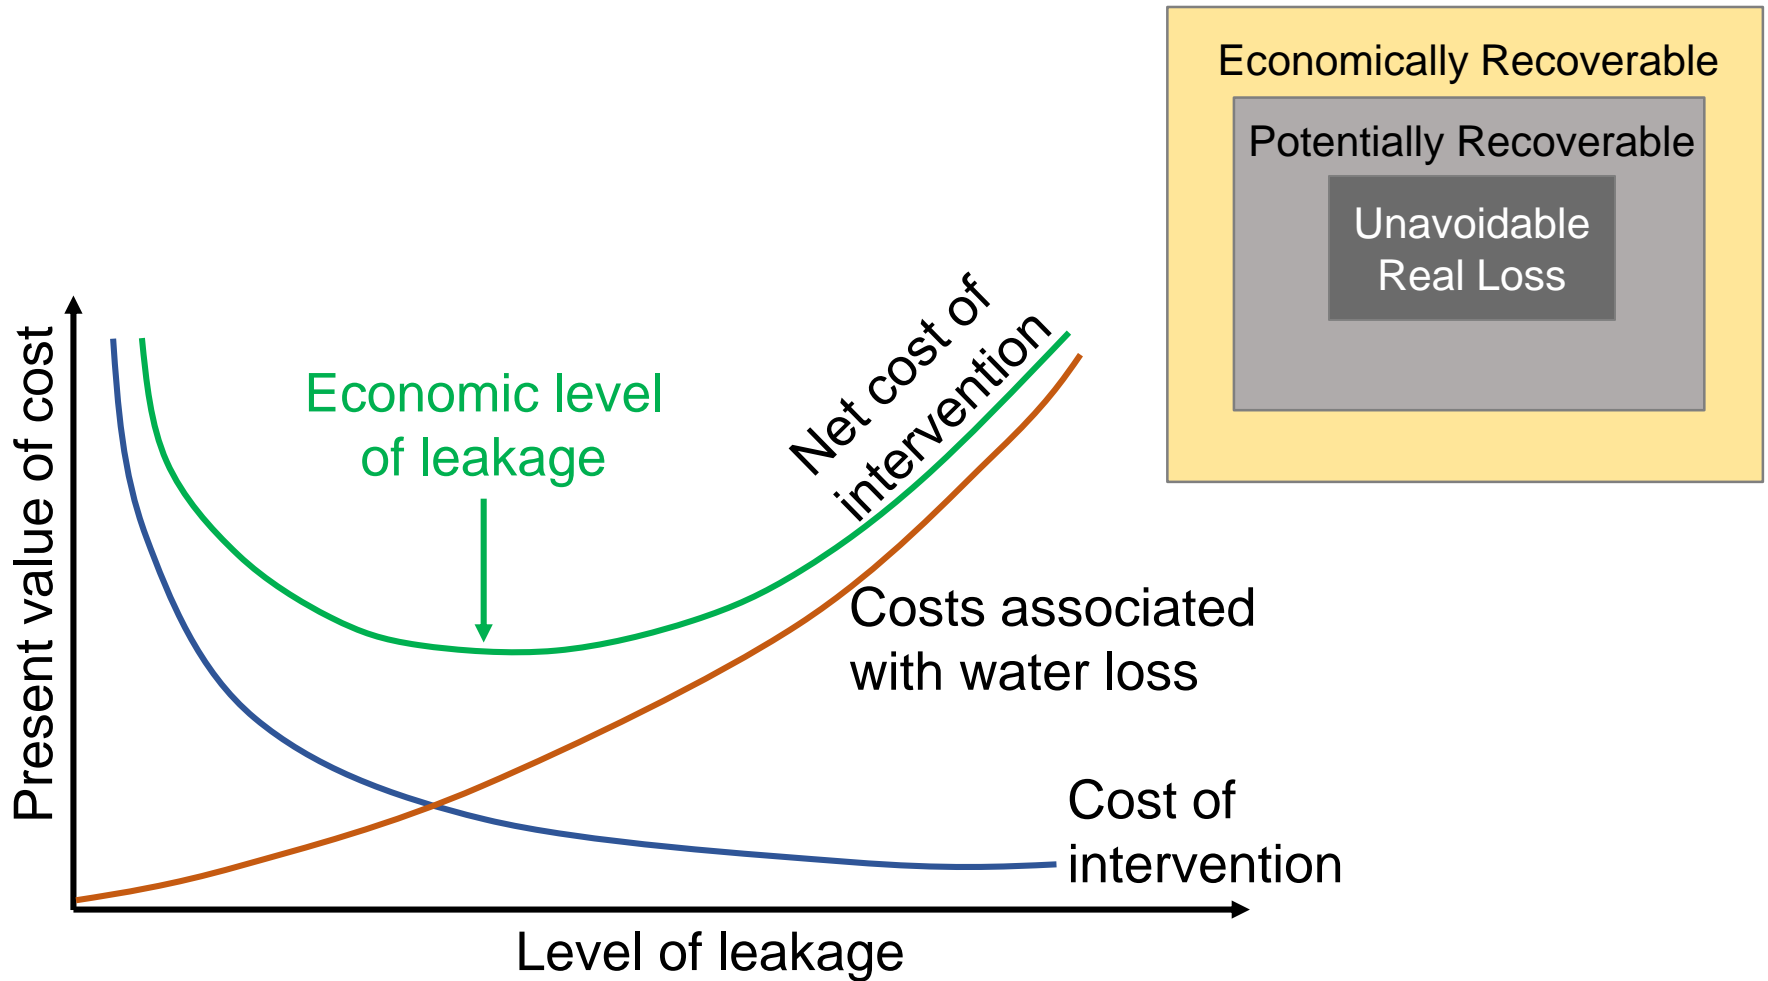 Economically Recoverable
Potentially Recoverable
Unavoidable
Real Loss
Present value of cost
Economic level
of leakage
Net cost of
intervention
Costs associated
with water loss
Cost of
intervention
Level of leakage